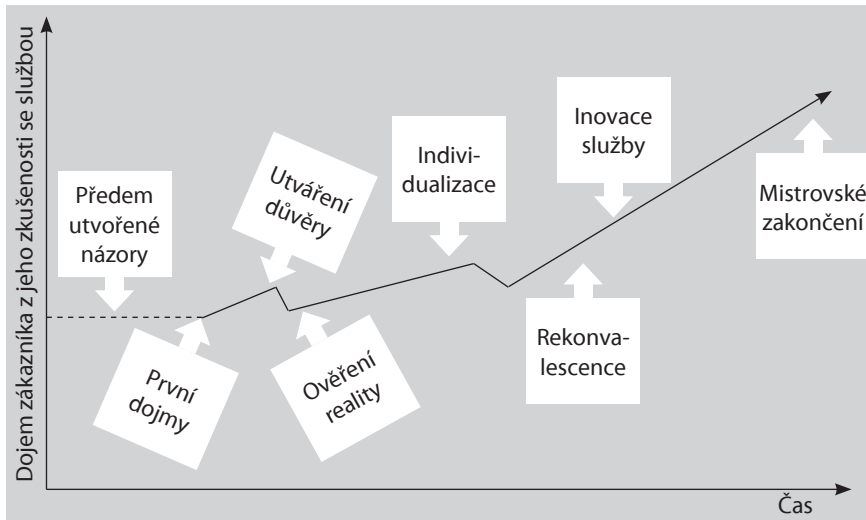 Dojem zákazníka z jeho zkušenosti se službou
Předem
utvořené
názory
První
dojmy
Utváření
důvěry
Ověření
reality
Indivi-
dualizace
Rekonva-
lescence
Inovace
služby
Mistrovské
zakončení
Čas